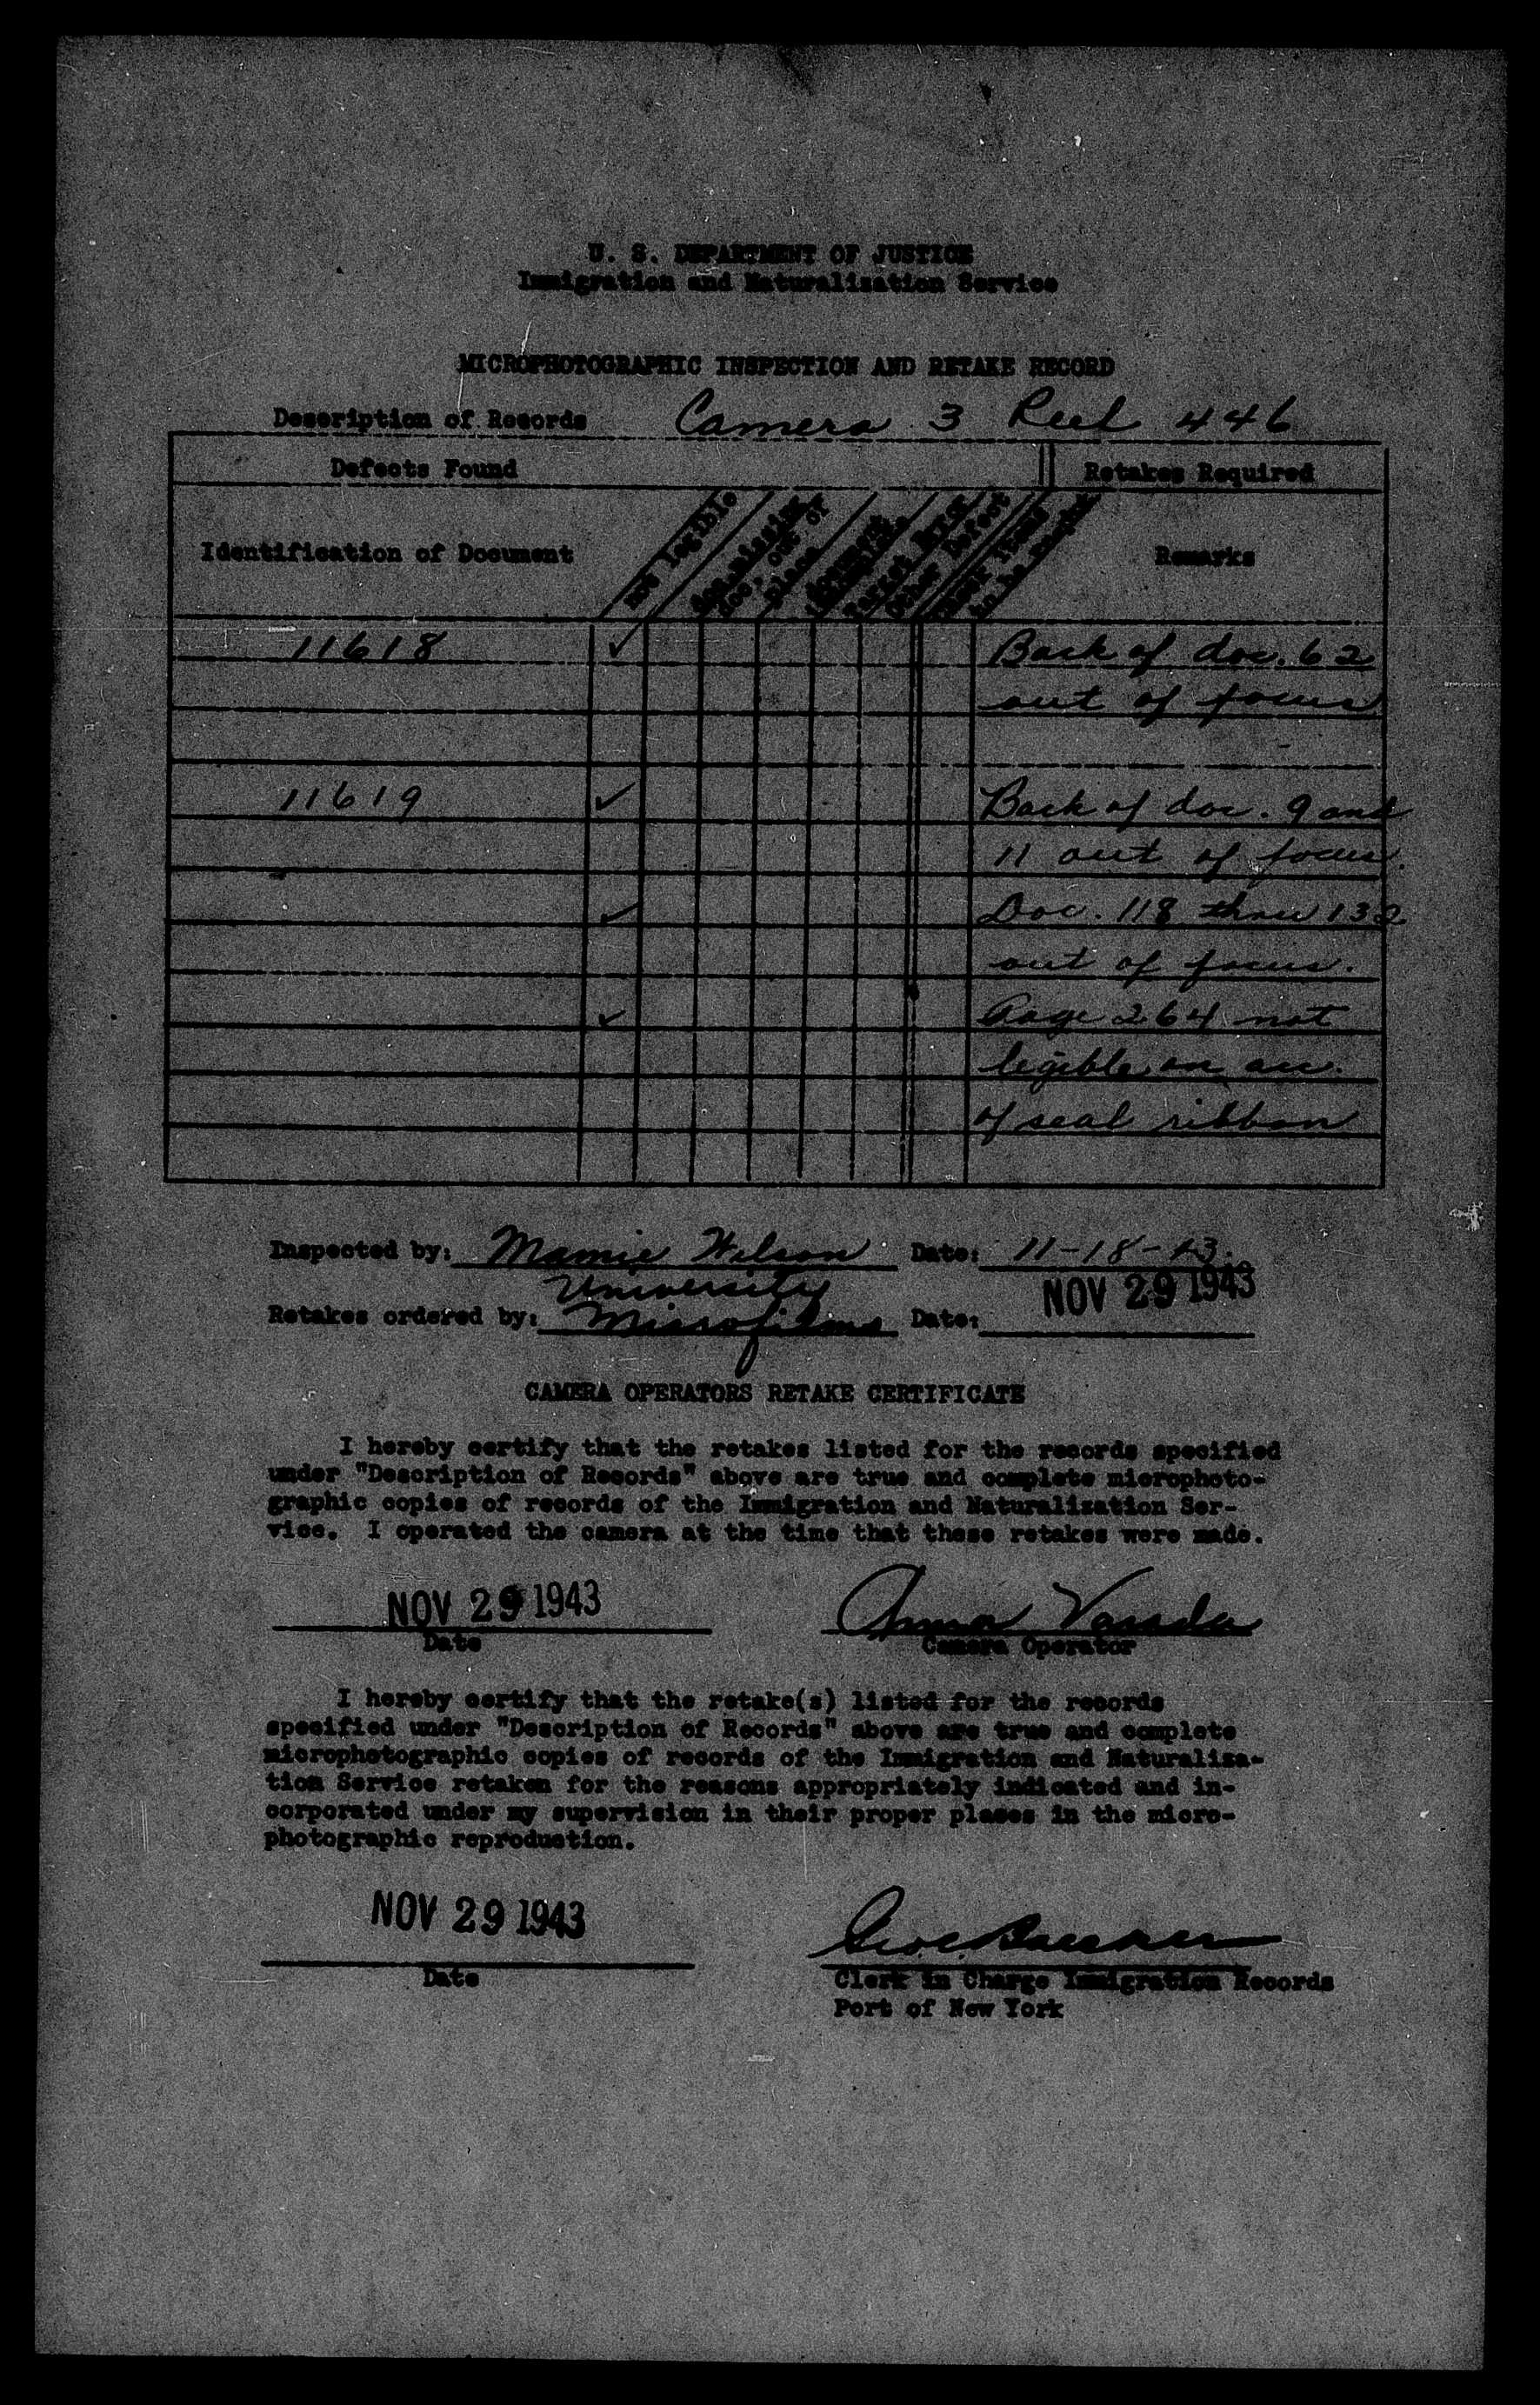 U. S. DEPARTMENT OF JUSTICE
Immigration and Naturalization Service
MICROPHOTOGRAPHIC INSPECTION AND RETAKE RECORD
Description of Records Camera 3 Reel 446
Defects Found Retakes Required
Identification of Document not legible Remarks
11618 ✓ Back of doc. 62
out of focus
11619 ✓ Back of doc. 9 and
11 out of focus.
✓ Doc. 118 thru 132
out of focus.
✓ Page 264 not
legible on acc.
of seal ribbon
Inspected by: Mamie Wilson Date: 11-18-43.
University NOV 29 1943
Retakes ordered by: Microfilms Date:
CAMERA OPERATORS RETAKE CERTIFICATE
I hereby certify that the retakes listed for the records specified
under "Description of Records" above are true and complete microphoto-
graphic copies of records of the Immigration and Naturalization Ser-
vice. I operated the camera at the time that these retakes were made.
NOV 29 1943 Anna
Date Camera Operator
I hereby certify that the retake(s) listed for the records
specified under "Description of Records" above are true and complete
microphotographic copies of records of the Immigration and Naturaliza-
tion Service retaken for the reasons appropriately indicated and in-
corporated under my supervision in their proper places in the micro-
photographic reproduction.
NOV 29 1943
Date Clerk in Charge Immigration Records
Port of New York